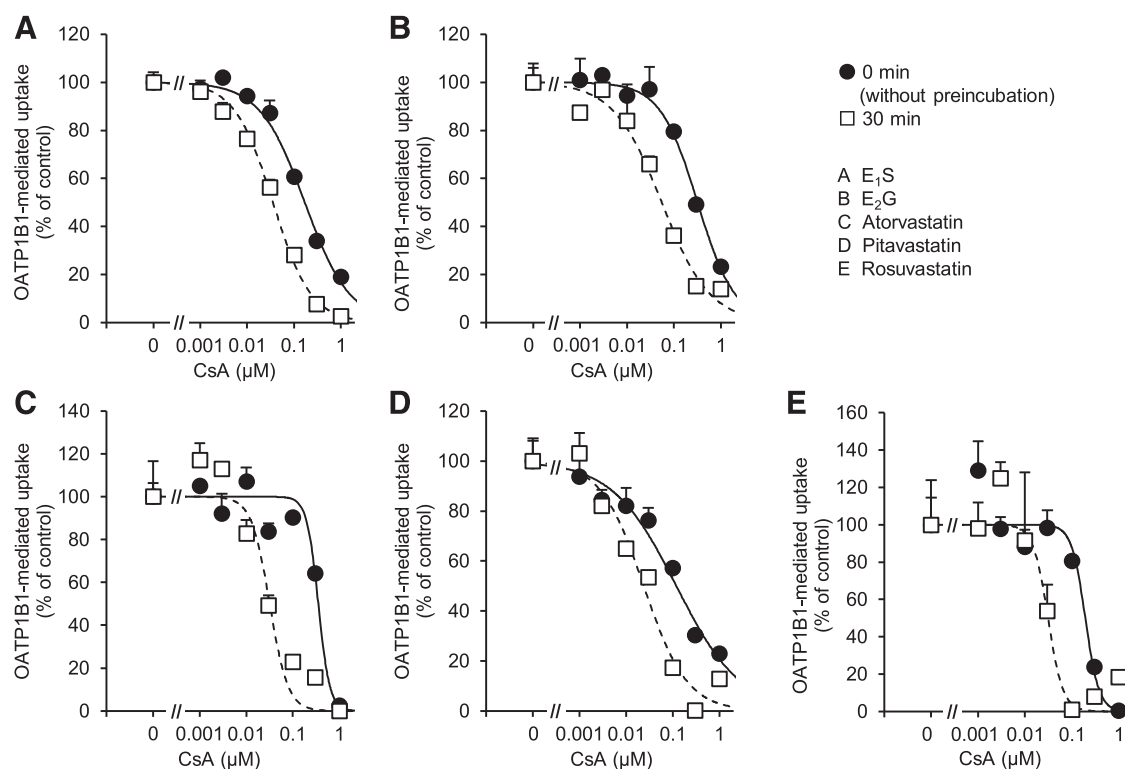 A
OATP1B1-mediated uptake
(% of control)
120
100
80
60
40
20
0
0 // 0.001 0.01 0.1 1
CsA (µM)
B
OATP1B1-mediated uptake
(% of control)
120
100
80
60
40
20
0
0 // 0.001 0.01 0.1 1
CsA (µM)
0 min
(without preincubation)
30 min
A E₁S
B E₂G
C Atorvastatin
D Pitavastatin
E Rosuvastatin
C
OATP1B1-mediated uptake
(% of control)
140
120
100
80
60
40
20
0
0 // 0.001 0.01 0.1 1
CsA (µM)
D
OATP1B1-mediated uptake
(% of control)
120
100
80
60
40
20
0
0 // 0.001 0.01 0.1 1
CsA (µM)
E
OATP1B1-mediated uptake
(% of control)
160
140
120
100
80
60
40
20
0
0 // 0.001 0.01 0.1 1
CsA (µM)